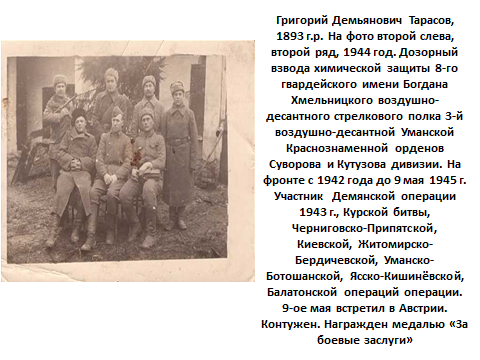 Григорий Демьянович Тарасов,
1893 г.р. На фото второй слева,
второй ряд, 1944 год. Дозорный
взвода химической защиты 8-го
гвардейского имени Богдана
Хмельницкого воздушно-
десантного стрелкового полка 3-й
воздушно-десантной Уманской
Краснознаменной орденов
Суворова и Кутузова дивизии. На
фронте с 1942 года до 9 мая 1945 г.
Участник Демянской операции
1943 г., Курской битвы,
Черниговско-Припятской,
Киевской, Житомирско-
Бердичевской, Уманско-
Ботошанской, Ясско-Кишинёвской,
Балатонской операций операции.
9-ое мая встретил в Австрии.
Контужен. Награжден медалью «За
боевые заслуги»